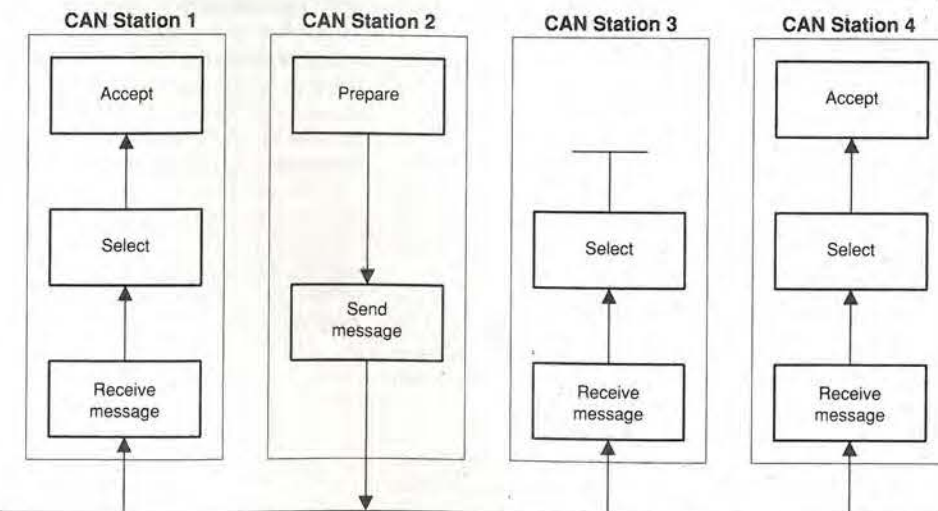 CAN Station 1
CAN Station 2
CAN Station 3
CAN Station 4
Accept
Prepare
Accept
Select
Select
Select
Send
message
Receive
message
Receive
message
Receive
message